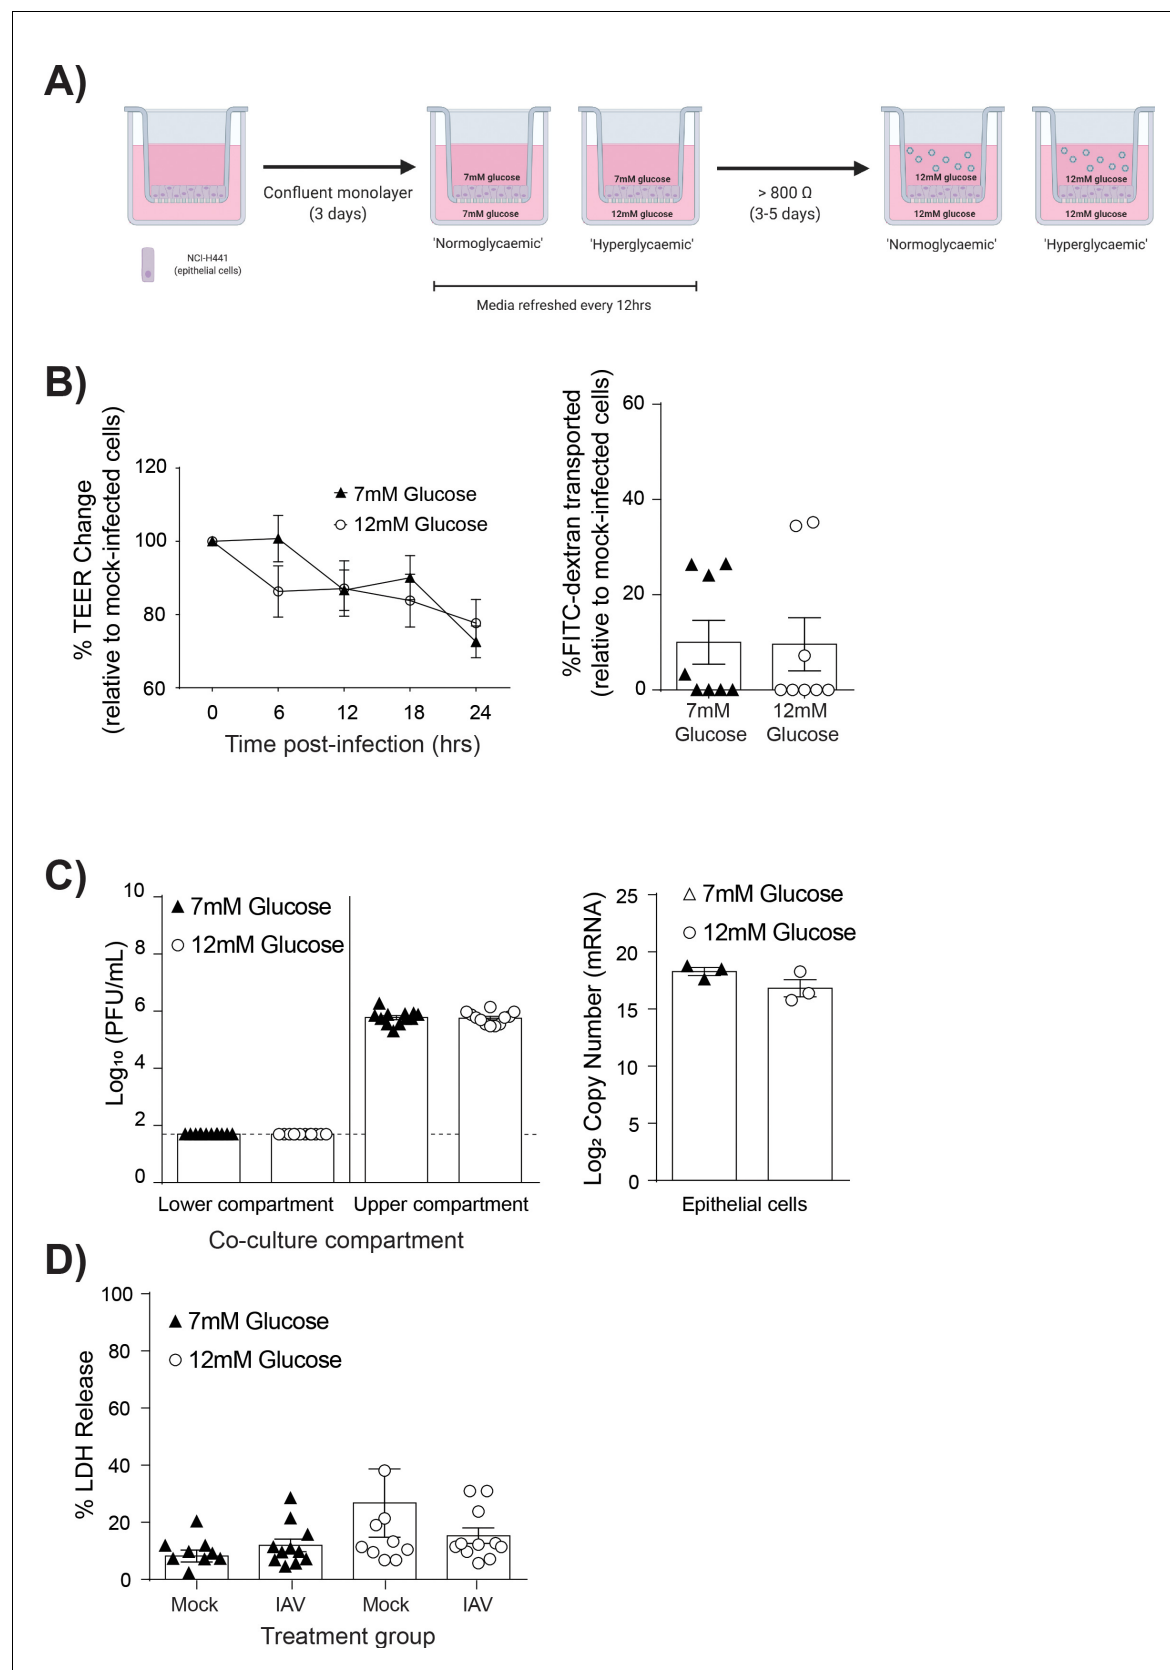 A)
7mM glucose
7mM glucose
7mM glucose
12mM glucose
12mM glucose
12mM glucose
12mM glucose
12mM glucose
Confluent monolayer
(3 days)
> 800 Ω
(3-5 days)
'Normoglycaemic'
'Hyperglycaemic'
'Normoglycaemic'
'Hyperglycaemic'
NCI-H441
(epithelial cells)
Media refreshed every 12hrs
B)
% TEER Change
(relative to mock-infected cells)
120
100
80
60
7mM Glucose
12mM Glucose
0 6 12 18 24
Time post-infection (hrs)
%FITC-dextran transported
(relative to mock-infected cells)
60
40
20
0
7mM
Glucose
12mM
Glucose
C)
Log₁₀ (PFU/mL)
10
8
6
4
2
0
7mM Glucose
12mM Glucose
Lower compartment
Upper compartment
Co-culture compartment
Log₂ Copy Number (mRNA)
25
20
15
10
5
0
7mM Glucose
12mM Glucose
Epithelial cells
D)
% LDH Release
100
80
60
40
20
0
7mM Glucose
12mM Glucose
Mock IAV Mock IAV
Treatment group